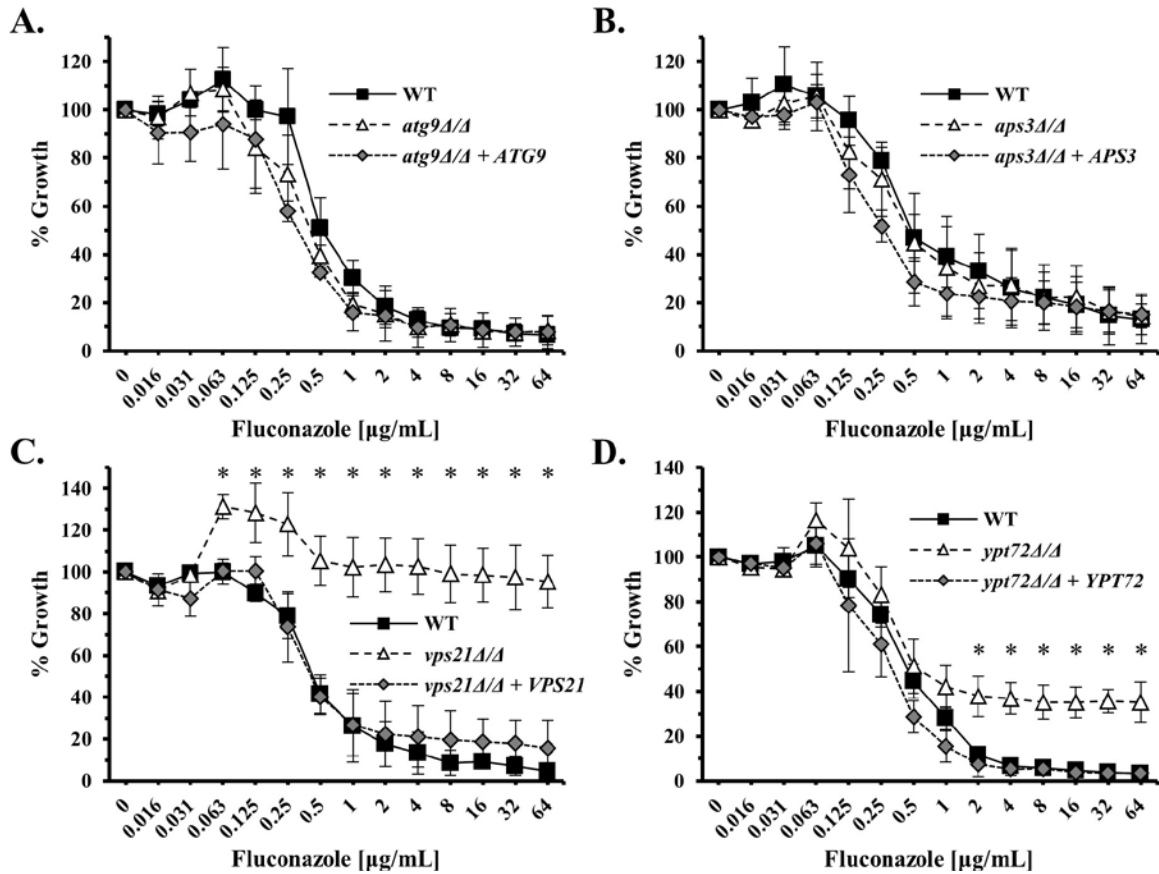 A.
B.
120
100
80
60
40
20
0
% Growth
WT
atg9Δ/Δ
atg9Δ/Δ + ATG9
0 0.016 0.031 0.063 0.125 0.25 0.5 1 2 4 8 16 32 64
Fluconazole [µg/mL]
120
100
80
60
40
20
0
% Growth
WT
aps3Δ/Δ
aps3Δ/Δ + APS3
0 0.016 0.031 0.063 0.125 0.25 0.5 1 2 4 8 16 32 64
Fluconazole [µg/mL]
C.
D.
140
120
100
80
60
40
20
0
% Growth
* * * * * * * * * * *
WT
vps21Δ/Δ
vps21Δ/Δ + VPS21
0 0.016 0.031 0.063 0.125 0.25 0.5 1 2 4 8 16 32 64
Fluconazole [µg/mL]
140
120
100
80
60
40
20
0
% Growth
WT
ypt72Δ/Δ
ypt72Δ/Δ + YPT72
* * * * * *
0 0.016 0.031 0.063 0.125 0.25 0.5 1 2 4 8 16 32 64
Fluconazole [µg/mL]